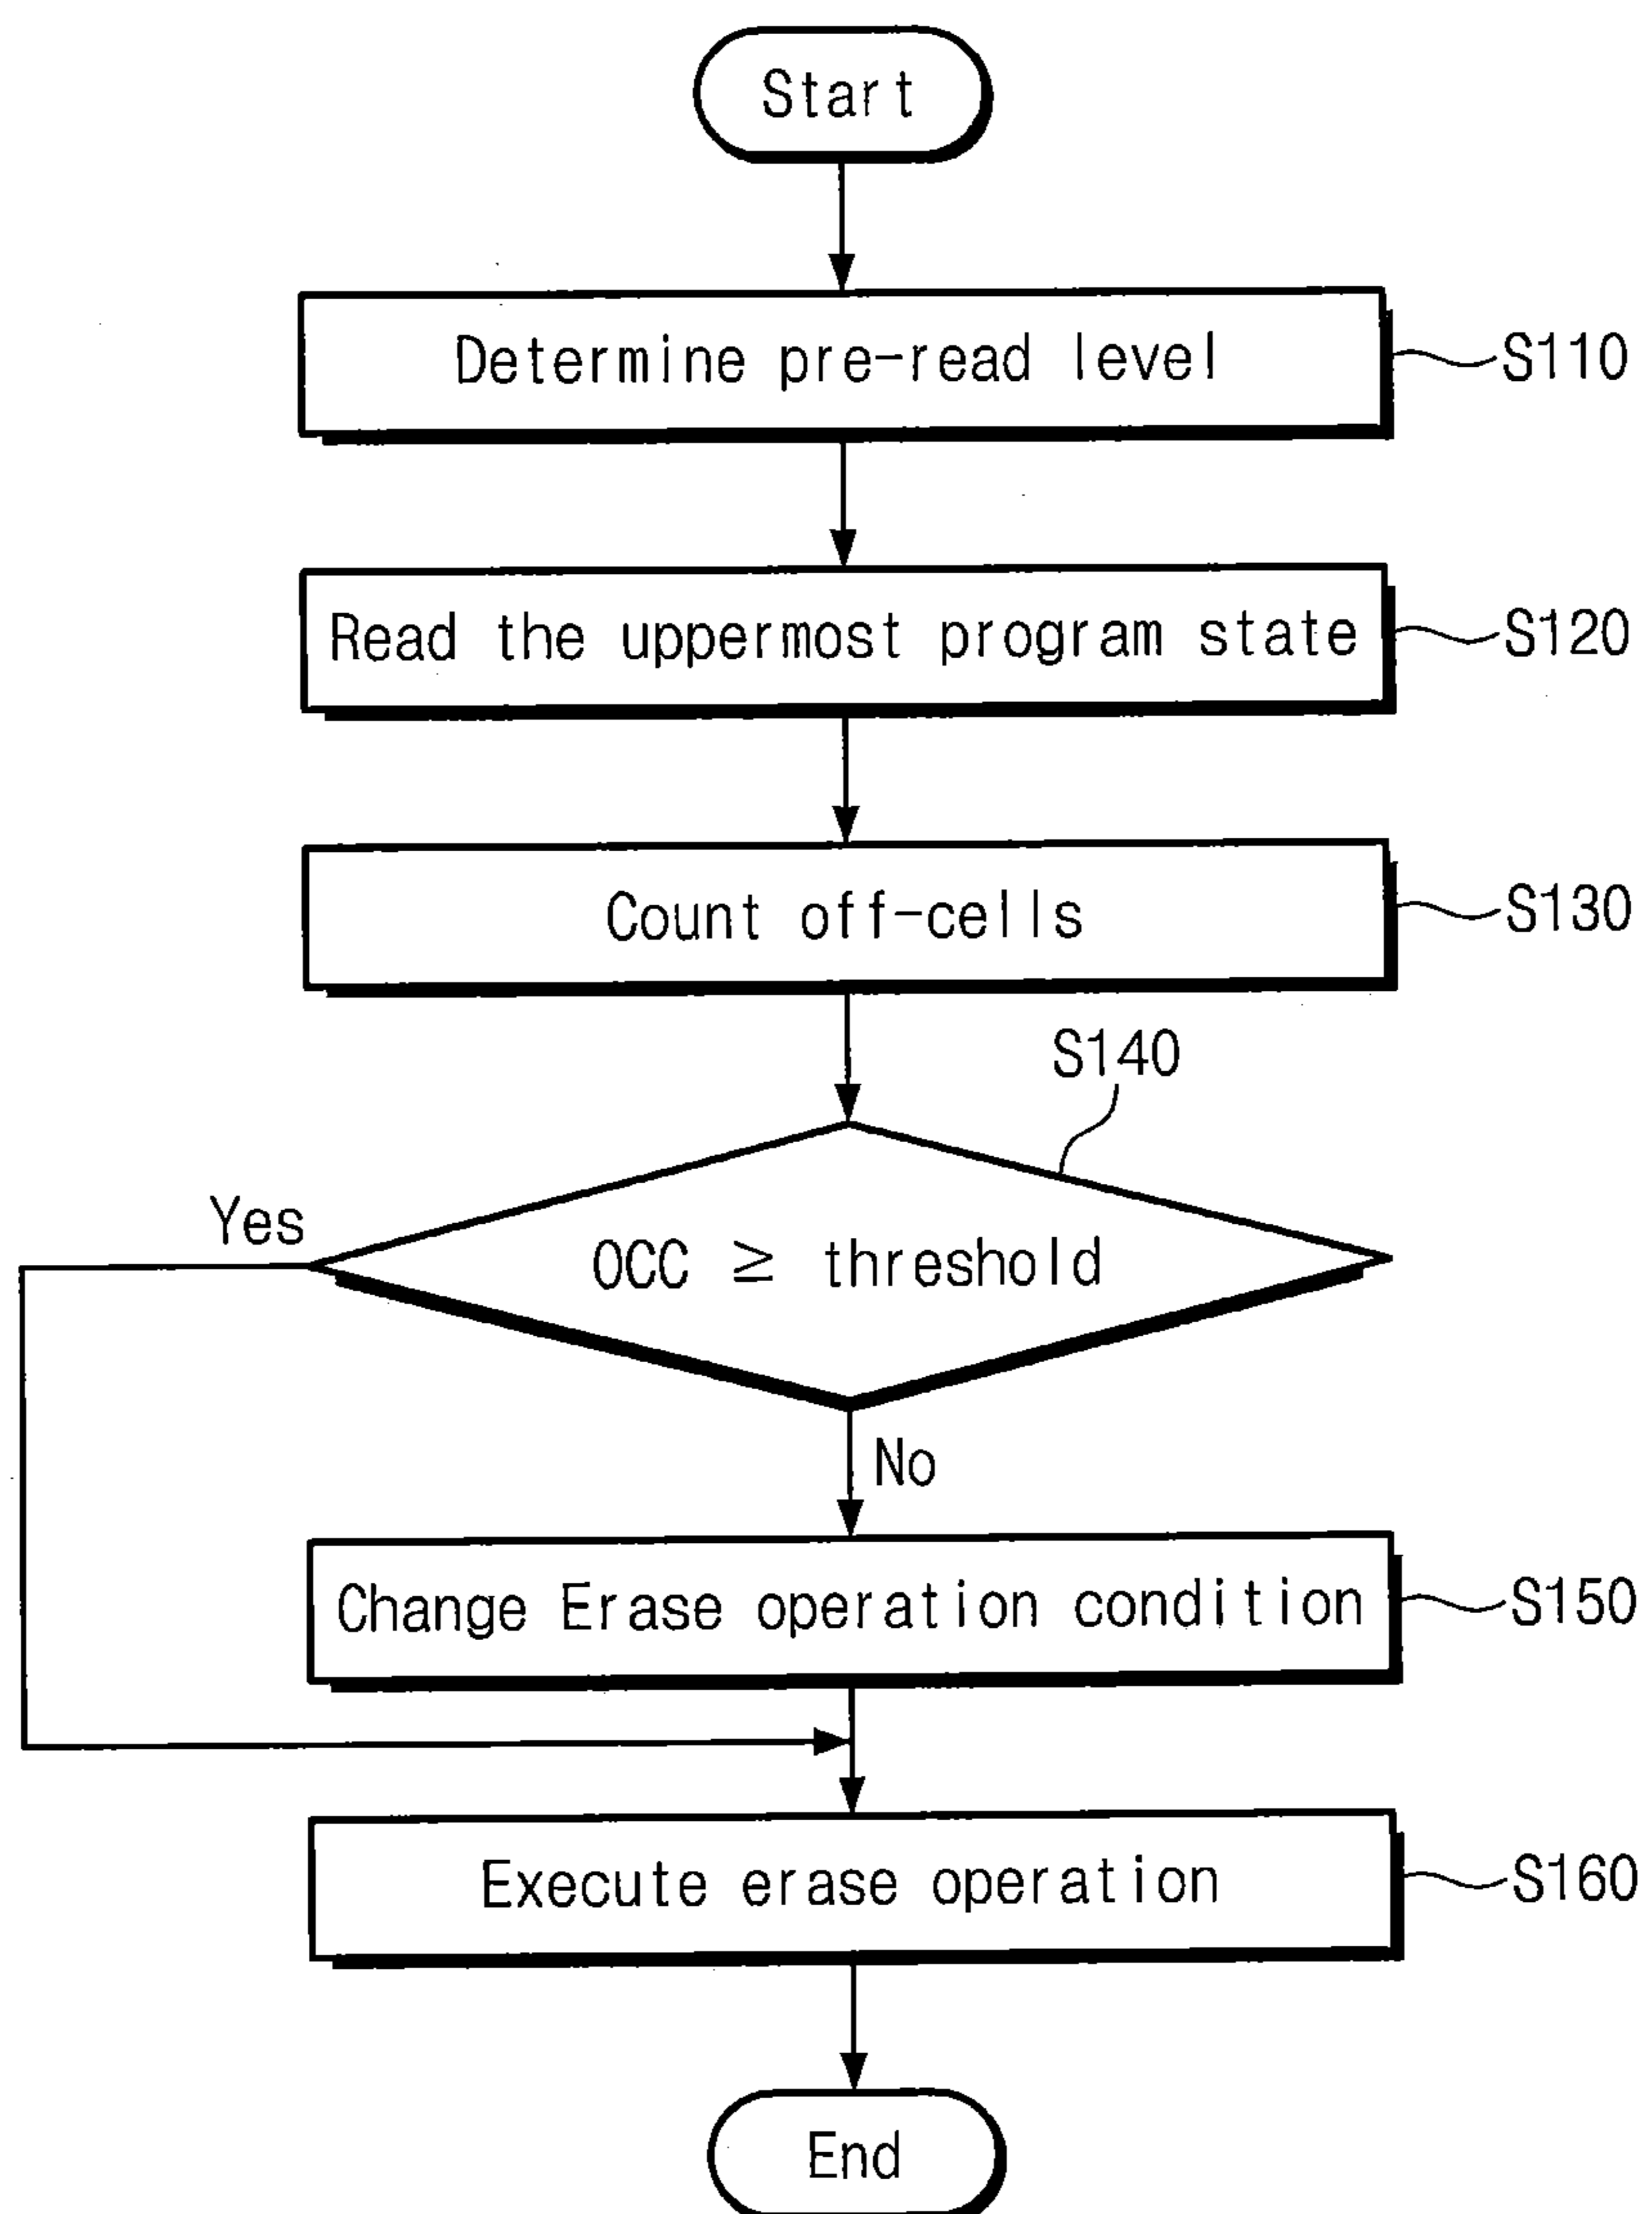 Start
Determine pre-read level
S110
Read the uppermost program state
S120
Count off-cells
S130
S140
Yes
OCC ≥ threshold
No
Change Erase operation condition
S150
Execute erase operation
S160
End